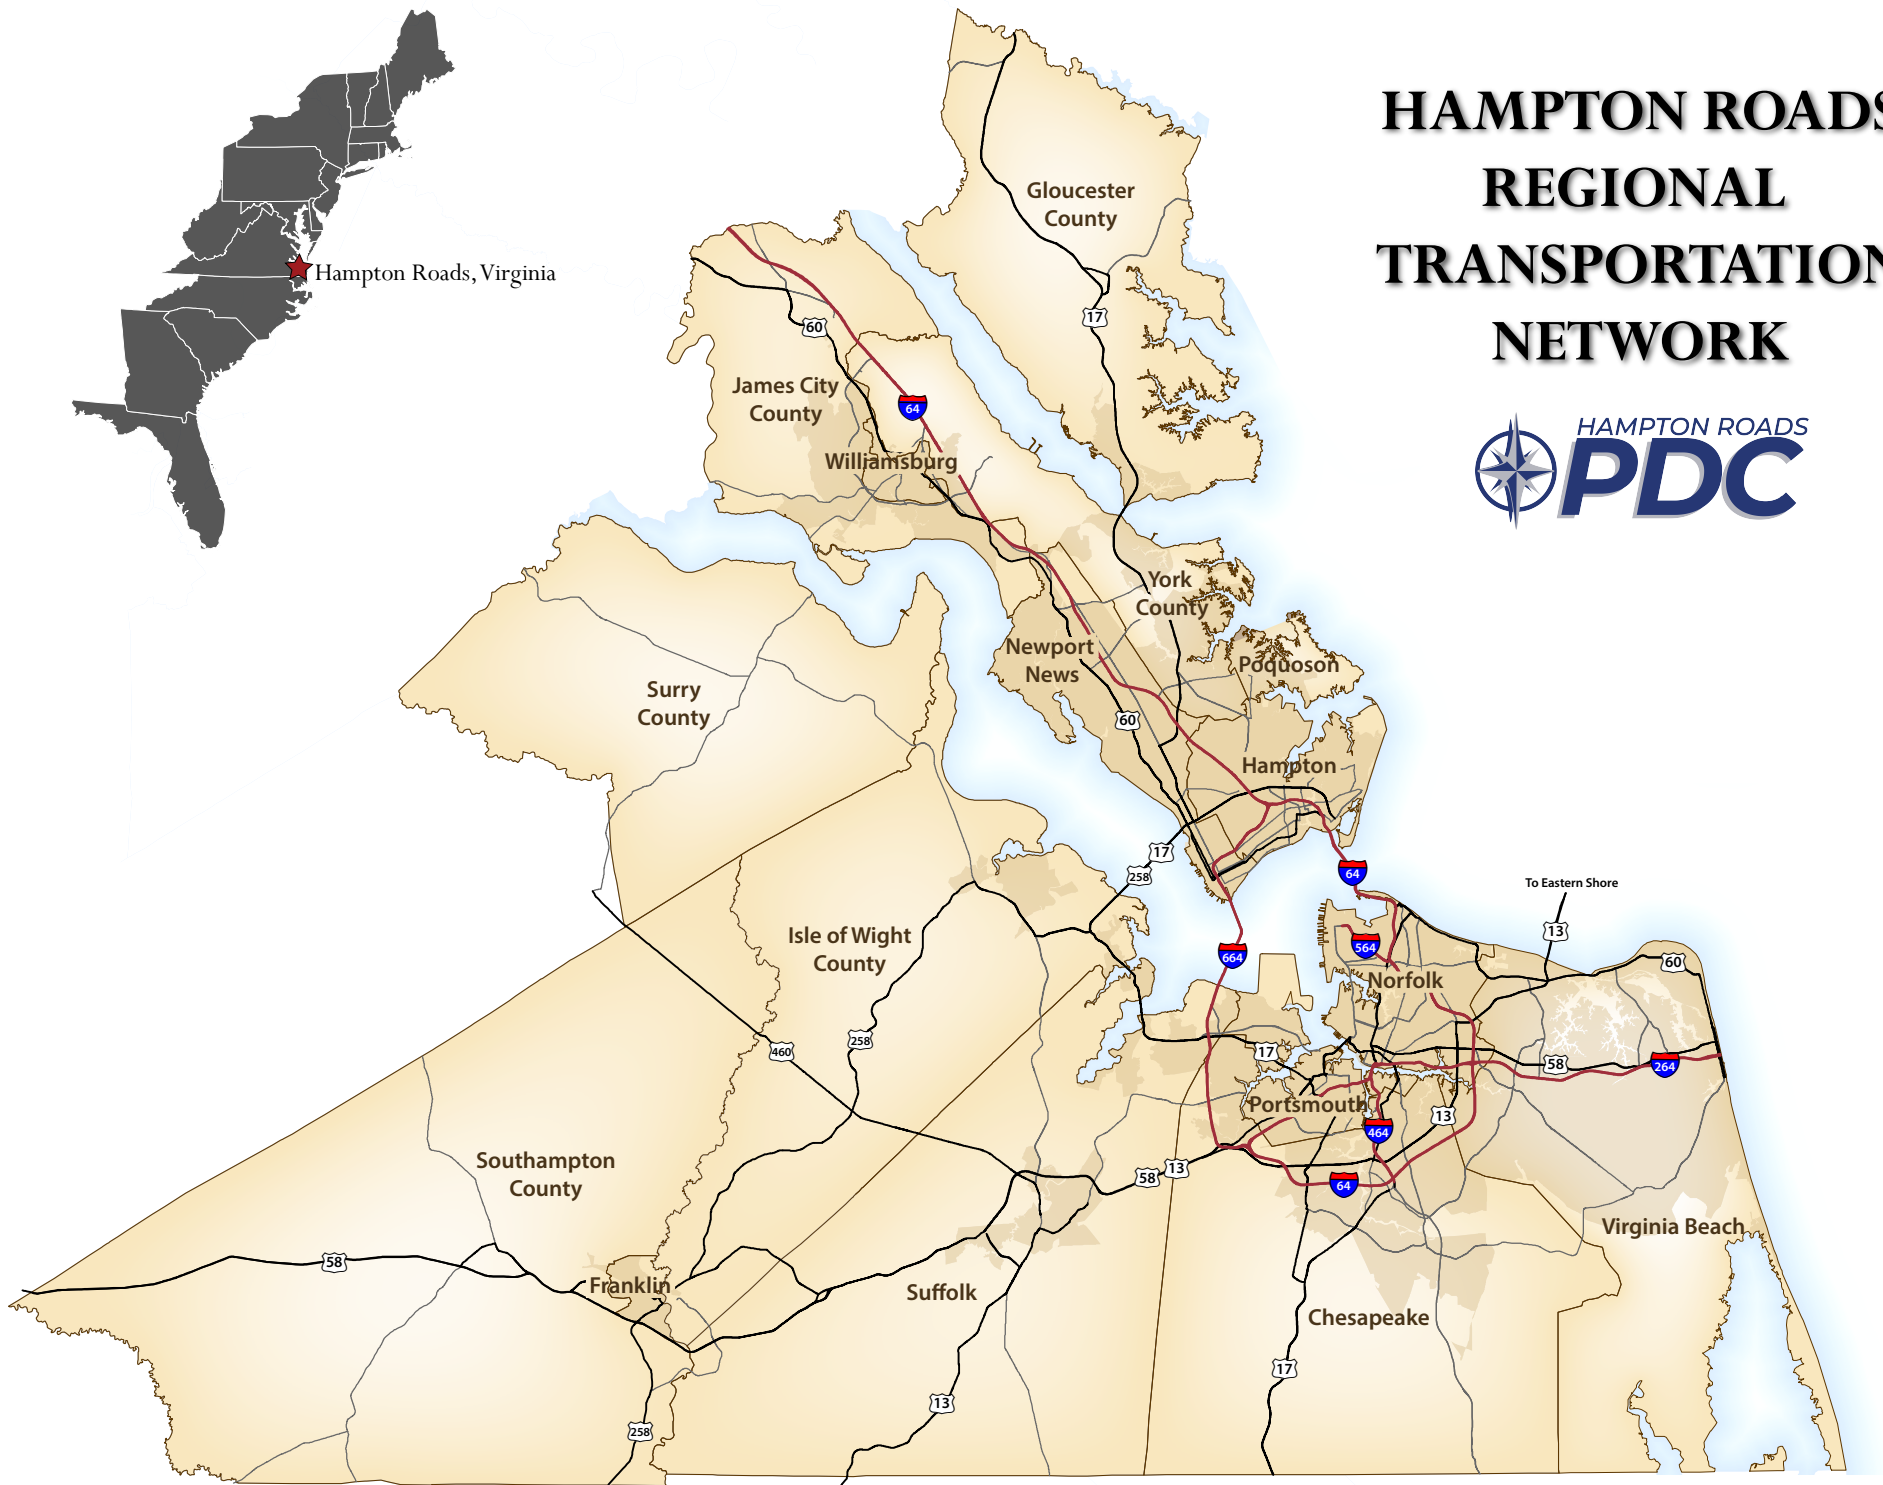 HAMPTON ROADS
REGIONAL
TRANSPORTATION
NETWORK
HAMPTON ROADS
PDC
Hampton Roads, Virginia
Gloucester
County
17
60
James City
County
64
Williamsburg
York
County
Newport
News
Poquoson
Surry
County
60
Hampton
17
258
64
To Eastern Shore
13
Isle of Wight
County
664
564
Norfolk
60
460
258
17
58
264
Portsmouth
13
464
Southampton
County
58
13
64
Virginia Beach
58
Franklin
Suffolk
Chesapeake
17
13
258